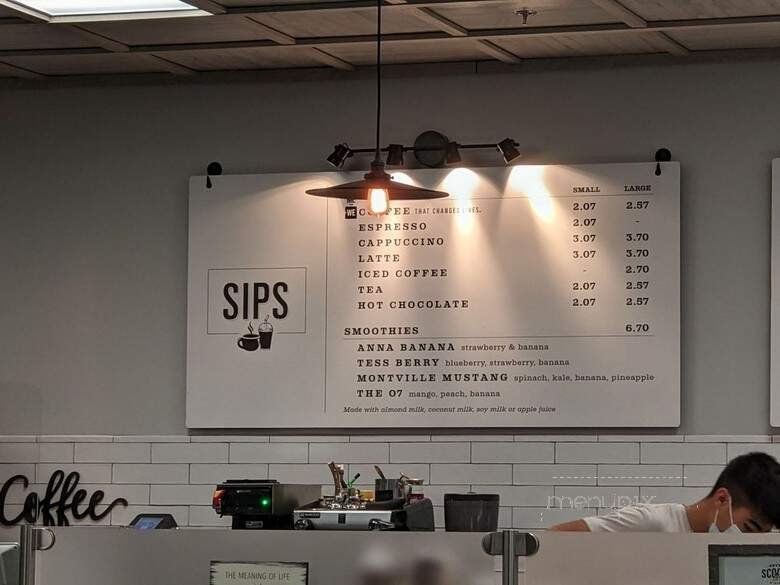 SMALL LARGE
WE COFFEE THAT CHANGES LIVES. 2.07 2.57
ESPRESSO 2.07 -
CAPPUCCINO 3.07 3.70
LATTE 3.07 3.70
ICED COFFEE - 2.70
TEA 2.07 2.57
HOT CHOCOLATE 2.07 2.57
SIPS
SMOOTHIES 6.70
ANNA BANANA strawberry & banana
TESS BERRY blueberry, strawberry, banana
MONTVILLE MUSTANG spinach, kale, banana, pineapple
THE 07 mango, peach, banana
Made with almond milk, coconut milk, soy milk or apple juice
Coffee
menupix
THE MEANING OF LIFE